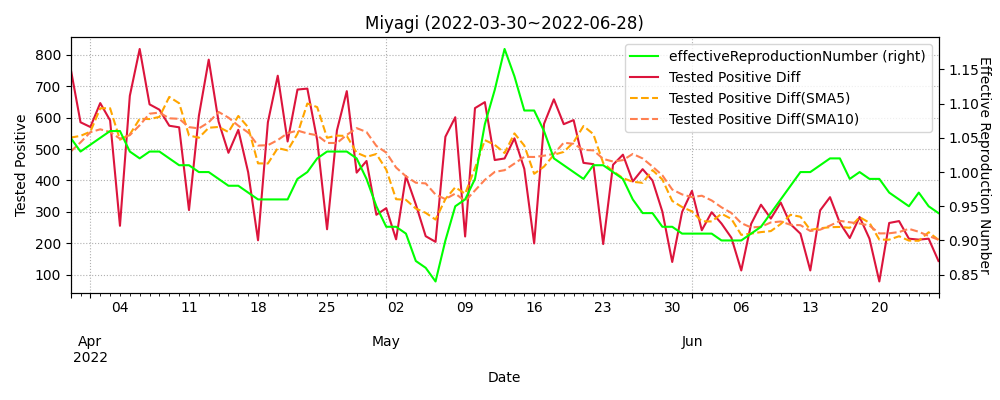 Miyagi (2022-03-30~2022-06-28)
effectiveReproductionNumber (right)
Tested Positive Diff
Tested Positive Diff(SMA5)
Tested Positive Diff(SMA10)
Tested Positive
800
700
600
500
400
300
200
100
1.15
1.10
1.05
1.00
0.95
0.90
0.85
Effective Reproduction Number
04 11 18 25 02 09 16 23 30 06 13 20
Apr May Jun
2022
Date